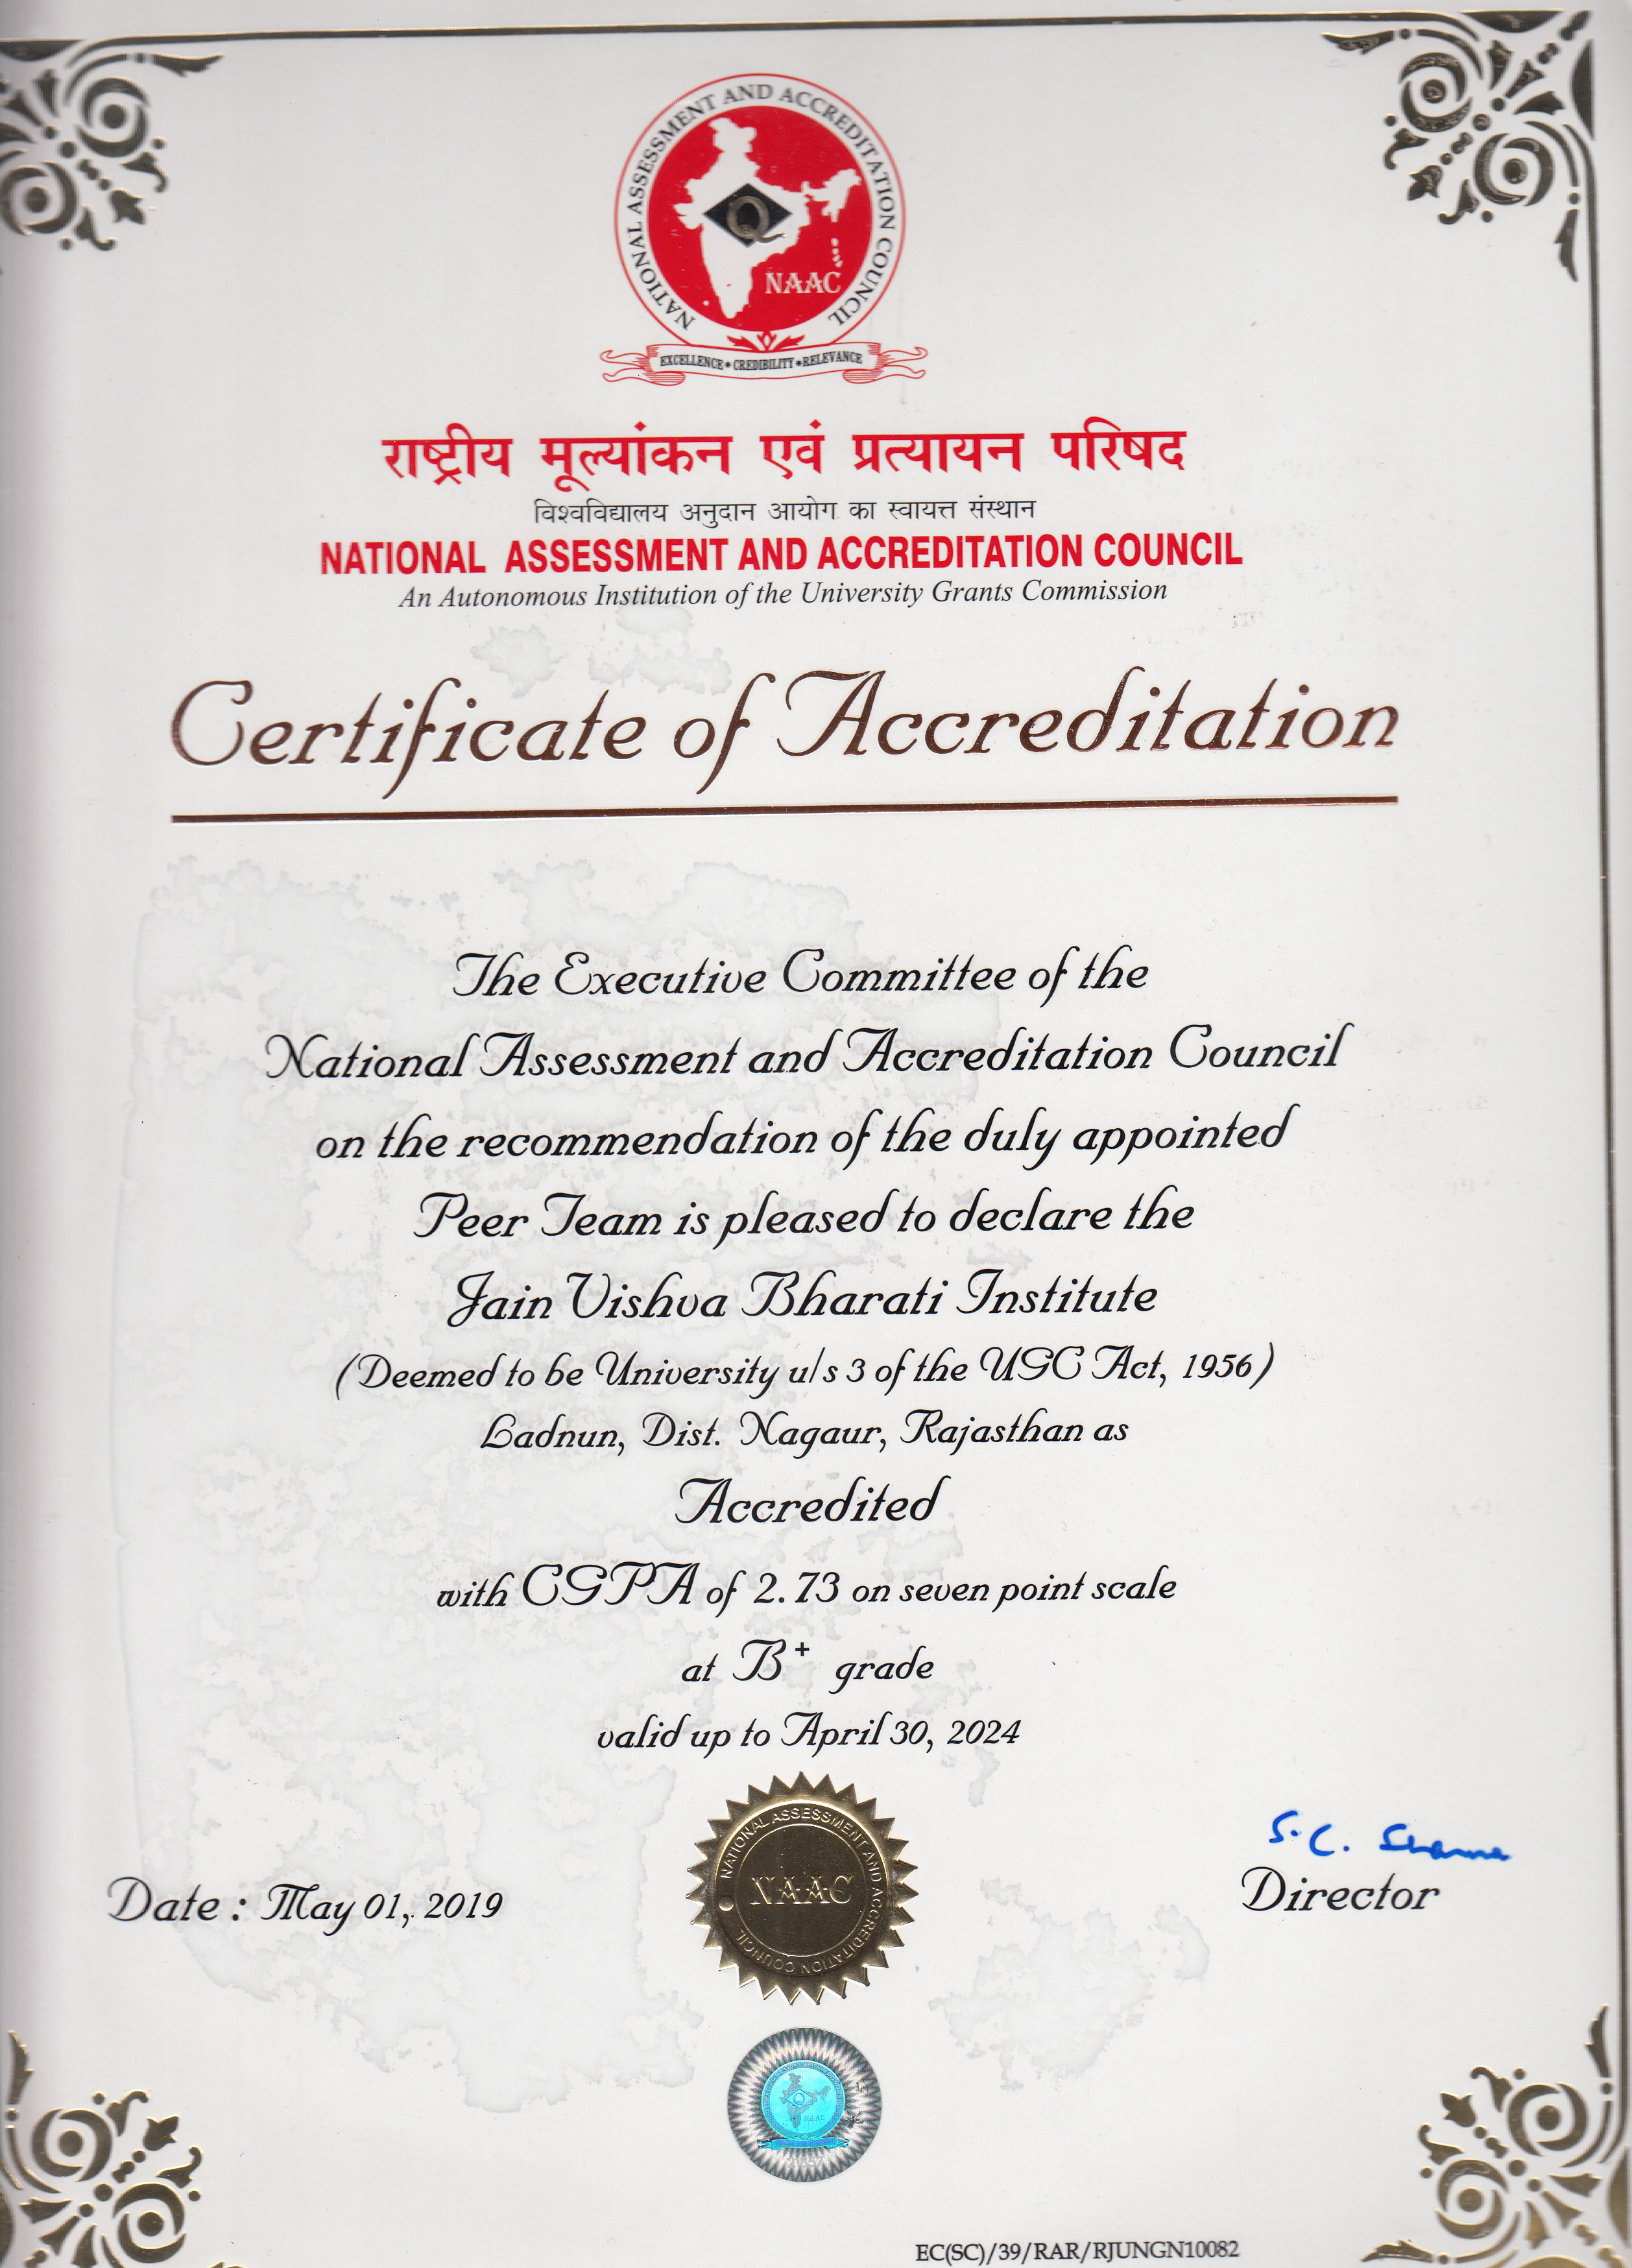 NATIONAL ASSESSMENT AND ACCREDITATION COUNCIL
Q
NAAC
EXCELLENCE * CREDIBILITY * RELEVANCE
राष्ट्रीय मूल्यांकन एवं प्रत्यायन परिषद
विश्वविद्यालय अनुदान आयोग का स्वायत्त संस्थान
NATIONAL ASSESSMENT AND ACCREDITATION COUNCIL
An Autonomous Institution of the University Grants Commission
Certificate of Accreditation
The Executive Committee of the
National Assessment and Accreditation Council
on the recommendation of the duly appointed
Peer Team is pleased to declare the
Jain Vishva Bharati Institute
(Deemed to be University u/s 3 of the UGC Act, 1956)
Ladnun, Dist. Nagaur, Rajasthan as
Accredited
with CGPA of 2.73 on seven point scale
at B+ grade
valid up to April 30, 2024
S. C. Sharma
Director
Date : May 01, 2019
NATIONAL ASSESSMENT AND ACCREDITATION COUNCIL
NAAC
Q
NAAC
EC(SC)/39/RAR/RJUNGN10082